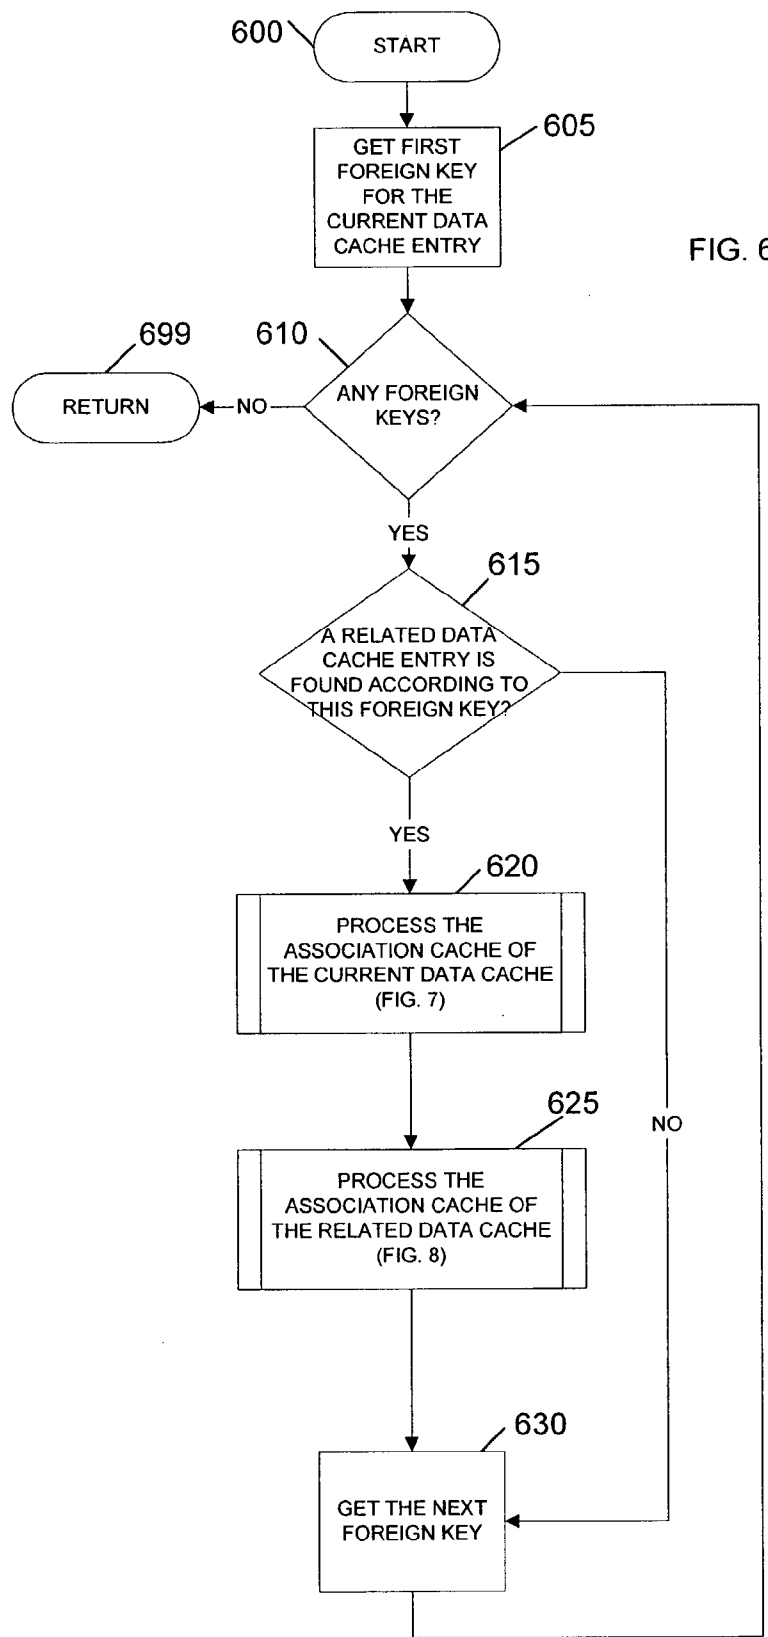 600
START
605
GET FIRST
FOREIGN KEY
FOR THE
CURRENT DATA
CACHE ENTRY
FIG. 6
699
610
RETURN
NO
ANY FOREIGN
KEYS?
YES
615
A RELATED DATA
CACHE ENTRY IS
FOUND ACCORDING TO
THIS FOREIGN KEY?
YES
620
PROCESS THE
ASSOCIATION CACHE OF
THE CURRENT DATA CACHE
(FIG. 7)
625
NO
PROCESS THE
ASSOCIATION CACHE OF
THE RELATED DATA CACHE
(FIG. 8)
630
GET THE NEXT
FOREIGN KEY